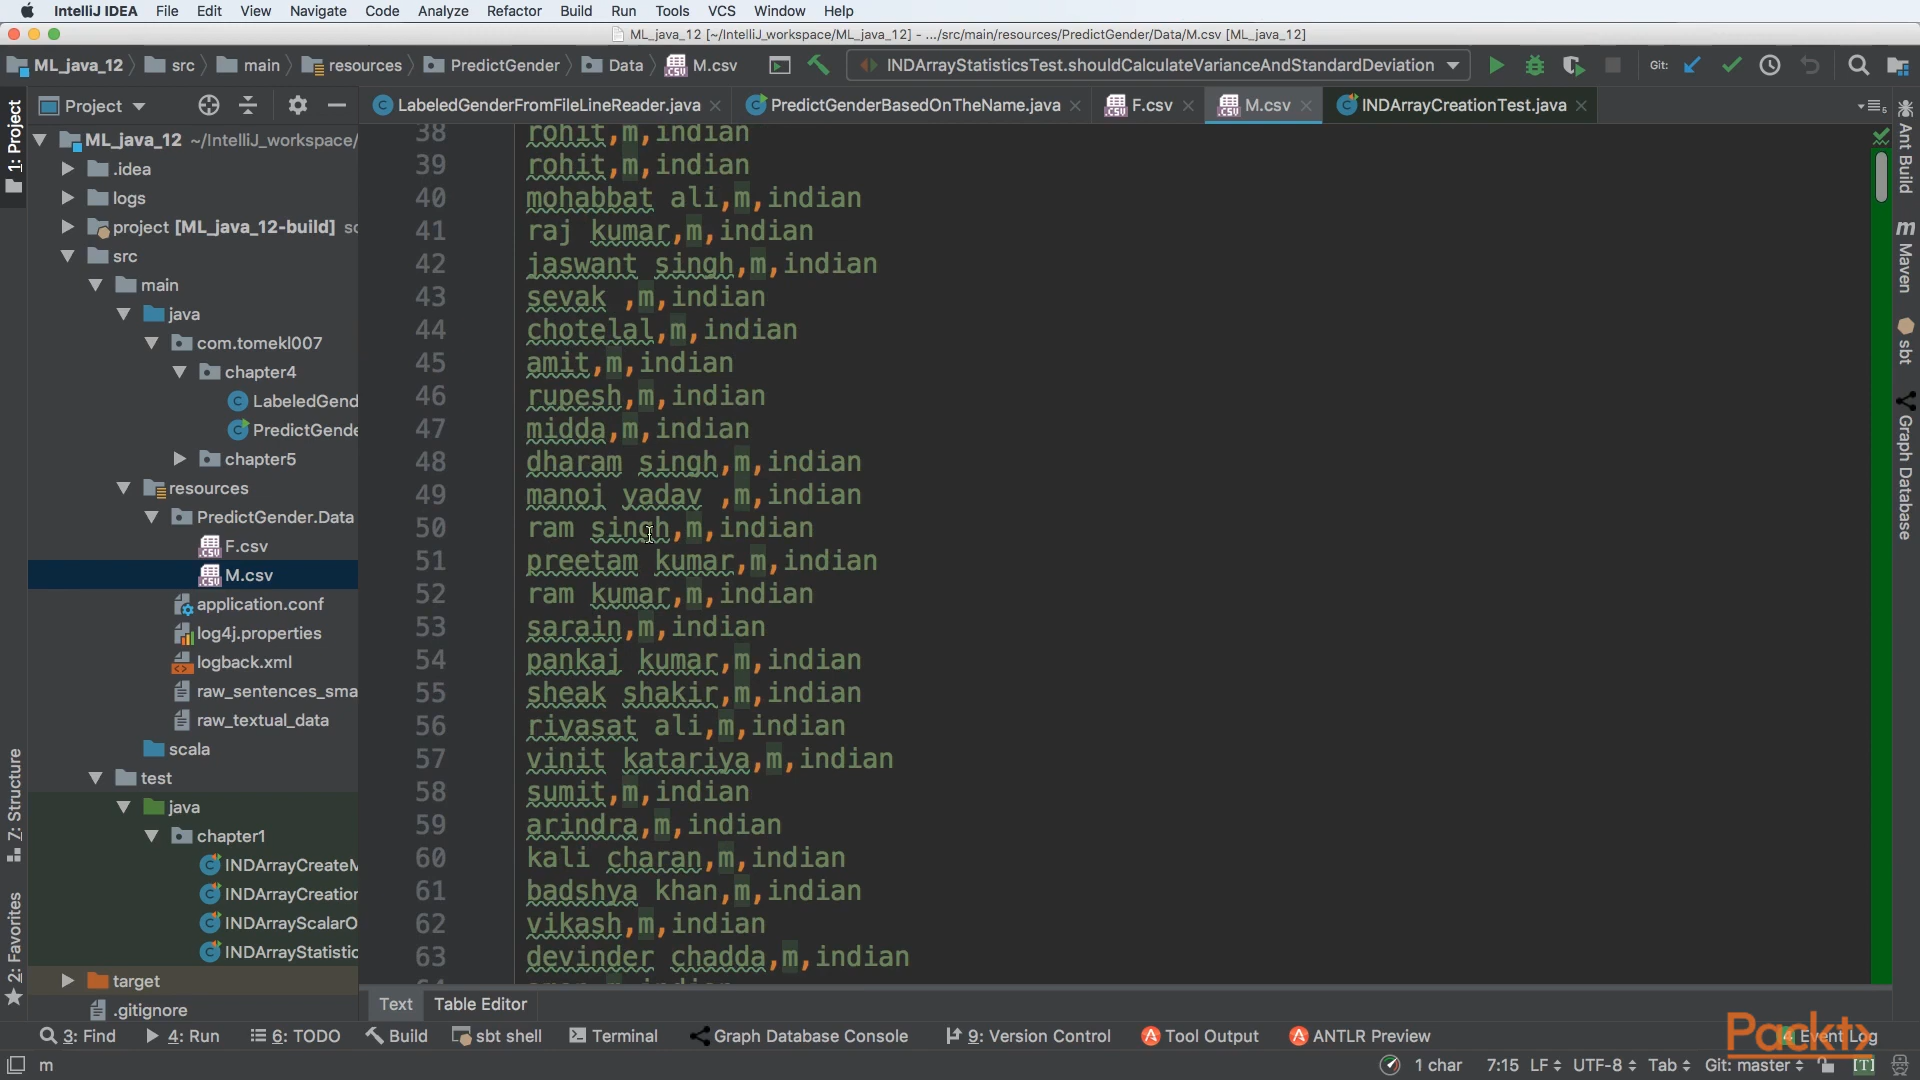 IntelliJ IDEA File Edit View Navigate Code Analyze Refactor Build Run Tools VCS Window Help
ML_java_12 [~/IntelliJ_workspace/ML_java_12] - .../src/main/resources/PredictGender/Data/M.csv [ML_java_12]
ML_java_12 src main resources PredictGender Data M.csv INDArrayStatisticsTest.shouldCalculateVarianceAndStandardDeviation Git:
Project LabeledGenderFromFileLineReader.java PredictGenderBasedOnTheName.java F.csv M.csv INDArrayCreationTest.java
1: Project
7: Structure
2: Favorites
ML_java_12 ~/IntelliJ_workspace/
.idea
logs
project [ML_java_12-build] sc
src
main
java
com.tomekl007
chapter4
LabeledGend
PredictGende
chapter5
resources
PredictGender.Data
F.csv
M.csv
application.conf
log4j.properties
logback.xml
raw_sentences_sma
raw_textual_data
scala
test
java
chapter1
INDArrayCreateM
INDArrayCreation
INDArrayScalarO
INDArrayStatistic
target
.gitignore
38 rohit,m,indian
39 rohit,m,indian
40 mohabbat ali,m,indian
41 raj kumar,m,indian
42 jaswant singh,m,indian
43 sevak ,m,indian
44 chotelal,m,indian
45 amit,m,indian
46 rupesh,m,indian
47 midda,m,indian
48 dharam singh,m,indian
49 manoj yadav ,m,indian
50 ram singh,m,indian
51 preetam kumar,m,indian
52 ram kumar,m,indian
53 sarain,m,indian
54 pankaj kumar,m,indian
55 sheak shakir,m,indian
56 riyasat ali,m,indian
57 vinit katariya,m,indian
58 sumit,m,indian
59 arindra,m,indian
60 kali charan,m,indian
61 badshya khan,m,indian
62 vikash,m,indian
63 devinder chadda,m,indian
Ant Build
m Maven
sbt
Graph Database
Text Table Editor
3: Find 4: Run 6: TODO Build sbt shell Terminal Graph Database Console 9: Version Control Tool Output ANTLR Preview Event Log
Packt>
m 1 char 7:15 LF UTF-8 Tab Git: master [T]